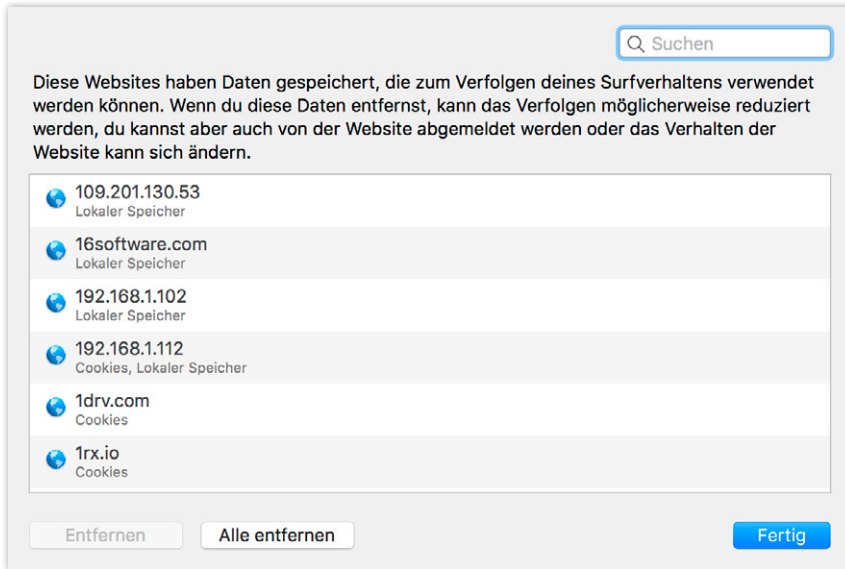 Suchen
Diese Websites haben Daten gespeichert, die zum Verfolgen deines Surfverhaltens verwendet
werden können. Wenn du diese Daten entfernst, kann das Verfolgen möglicherweise reduziert
werden, du kannst aber auch von der Website abgemeldet werden oder das Verhalten der
Website kann sich ändern.
109.201.130.53
Lokaler Speicher
16software.com
Lokaler Speicher
192.168.1.102
Lokaler Speicher
192.168.1.112
Cookies, Lokaler Speicher
1drv.com
Cookies
1rx.io
Cookies
Entfernen
Alle entfernen
Fertig